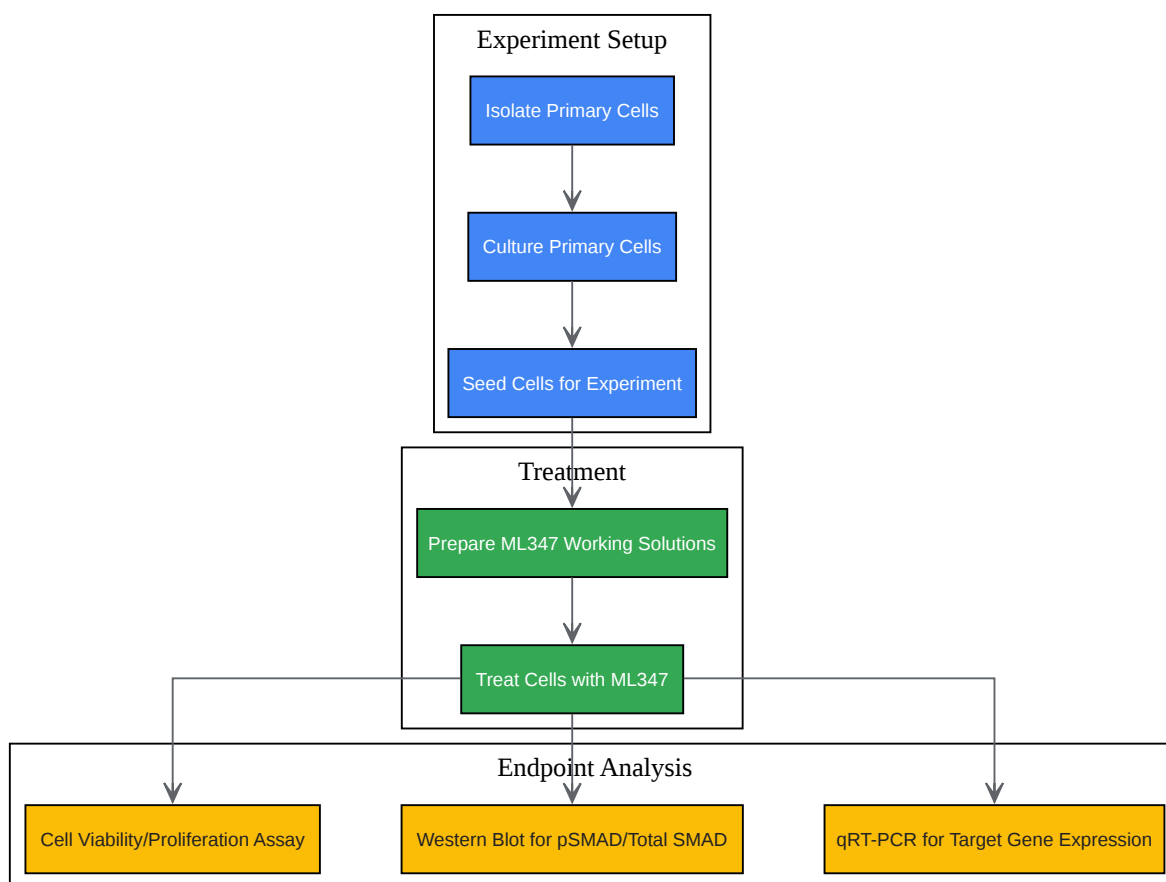 Experiment Setup
Isolate Primary Cells
Culture Primary Cells
Seed Cells for Experiment
Treatment
Prepare ML347 Working Solutions
Treat Cells with ML347
Endpoint Analysis
Cell Viability/Proliferation Assay
Western Blot for pSMAD/Total SMAD
qRT-PCR for Target Gene Expression